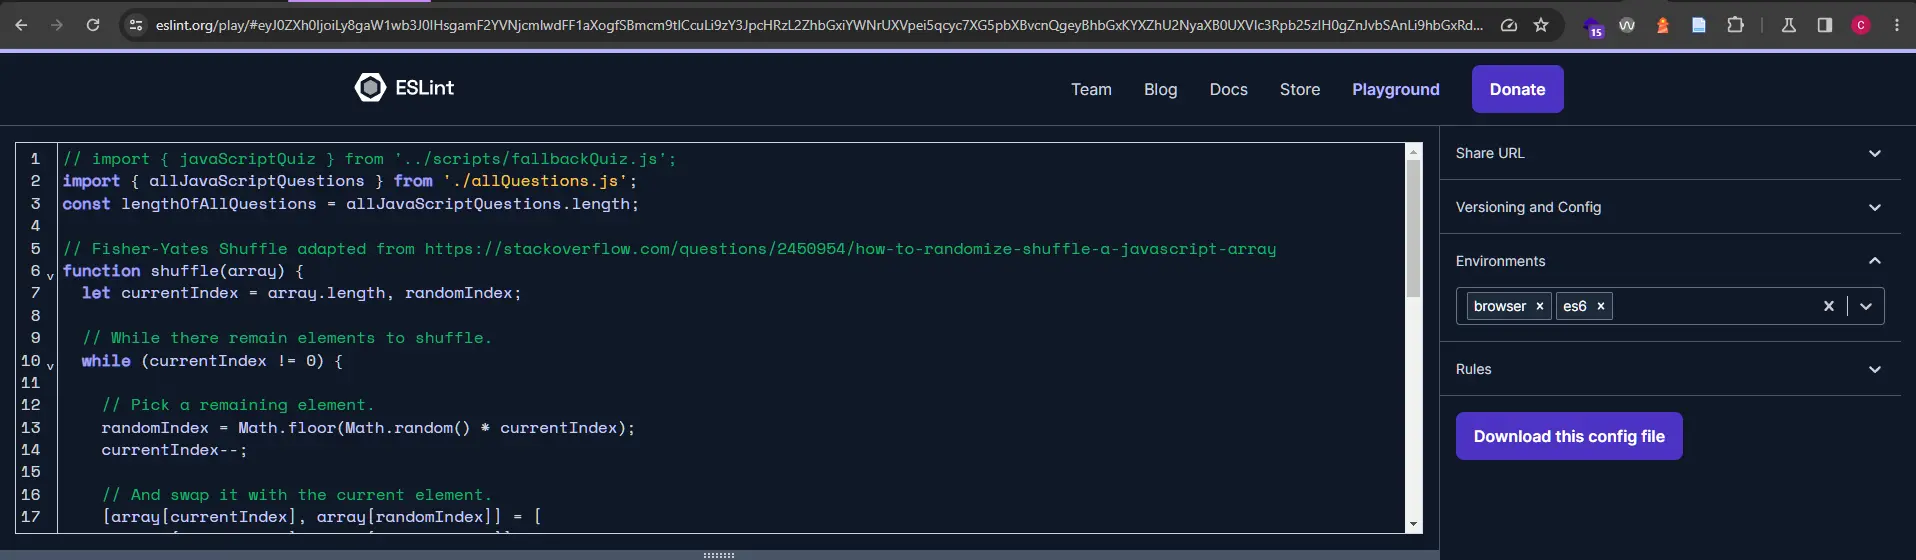 eslint.org/play/#eyJ0ZXh0IjoiLy8gaW1wb3J0IHsgamF2YVNjcmlwdFF1aXogfSBmcm9tICcuLi9zY3JpcHRzL2ZhbGxiYWNrUXVpei5qcyc7XG5pbXBvcnQgeyBhbGxKYXZhU2NyaXB0UXVlc3Rpb25zIH0gZnJvbSAnLi9hbGxRd...
15
C
ESLint
Team Blog Docs Store Playground Donate
1 // import { javaScriptQuiz } from '../scripts/fallbackQuiz.js';
2 import { allJavaScriptQuestions } from './allQuestions.js';
3 const lengthOfAllQuestions = allJavaScriptQuestions.length;
4
5 // Fisher-Yates Shuffle adapted from https://stackoverflow.com/questions/2450954/how-to-randomize-shuffle-a-javascript-array
6 function shuffle(array) {
7 let currentIndex = array.length, randomIndex;
8
9 // While there remain elements to shuffle.
10 while (currentIndex != 0) {
11
12 // Pick a remaining element.
13 randomIndex = Math.floor(Math.random() * currentIndex);
14 currentIndex--;
15
16 // And swap it with the current element.
17 [array[currentIndex], array[randomIndex]] = [
Share URL
Versioning and Config
Environments
browser × es6 ×
Rules
Download this config file